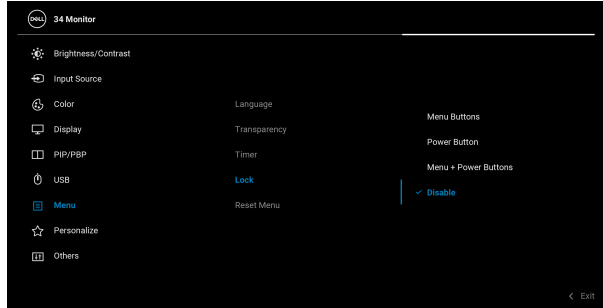 DELL 34 Monitor
Brightness/Contrast
Input Source
Color
Display
PIP/PBP
USB
Menu
Personalize
Others
Language
Transparency
Timer
Lock
Reset Menu
Menu Buttons
Power Button
Menu + Power Buttons
Disable
Exit